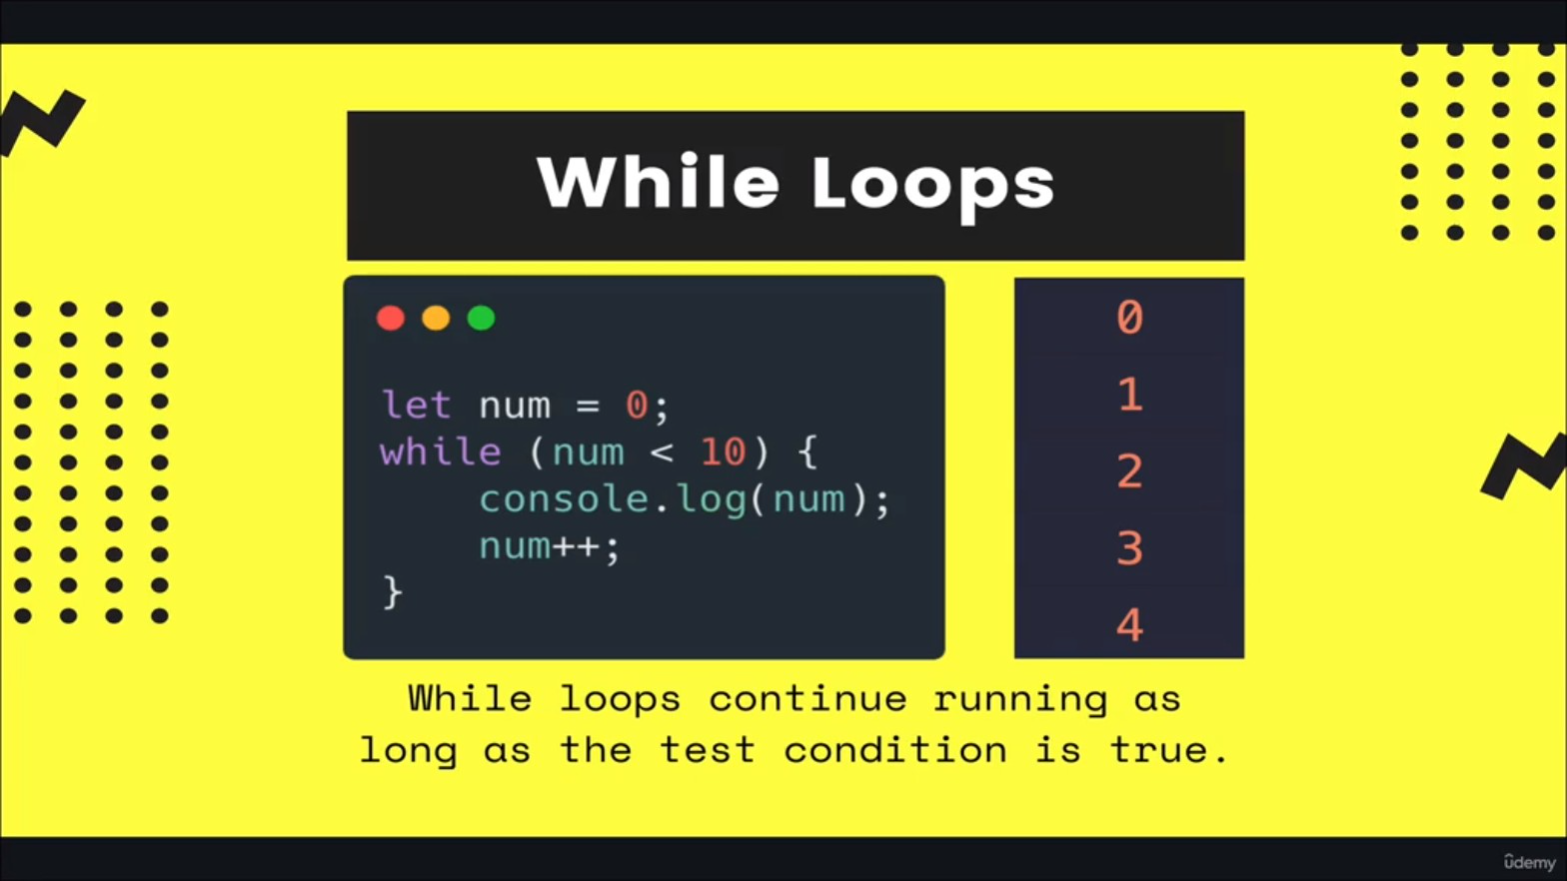 While Loops
let num = 0;
while (num < 10) {
    console.log(num);
    num++;
}
0
1
2
3
4
While loops continue running as
long as the test condition is true.
ûdemy